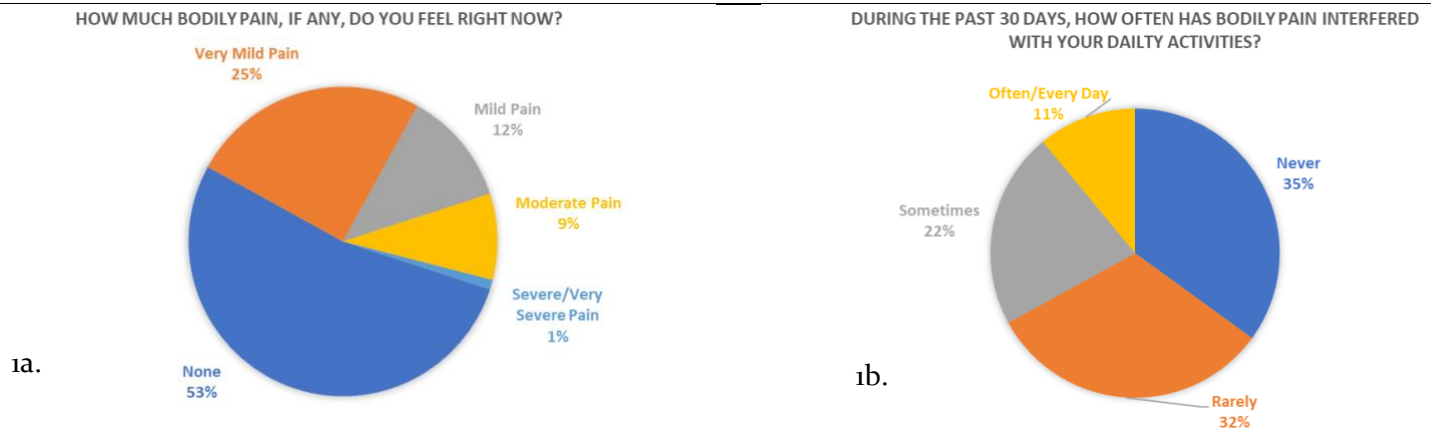 HOW MUCH BODILY PAIN, IF ANY, DO YOU FEEL RIGHT NOW?
Very Mild Pain
25%
Mild Pain
12%
Moderate Pain
9%
Severe/Very
Severe Pain
1%
None
53%
1a.
DURING THE PAST 30 DAYS, HOW OFTEN HAS BODILY PAIN INTERFERED
WITH YOUR DAILTY ACTIVITIES?
Often/Every Day
11%
Never
35%
Sometimes
22%
Rarely
32%
1b.